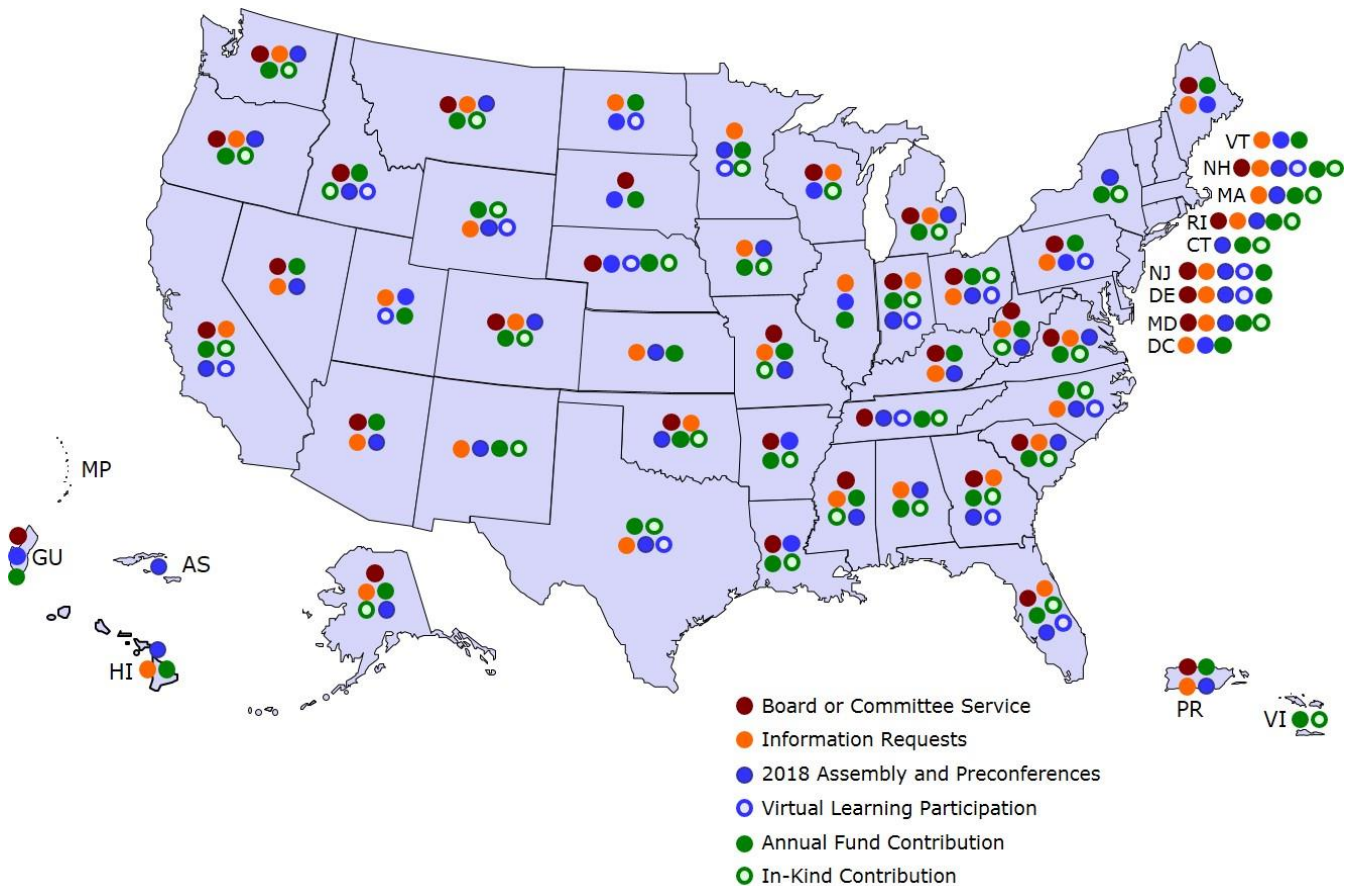 VT
NH
MA
RI
CT
NJ
DE
MD
DC
MP
GU
AS
HI
PR
VI
Board or Committee Service
Information Requests
2018 Assembly and Preconferences
Virtual Learning Participation
Annual Fund Contribution
In-Kind Contribution